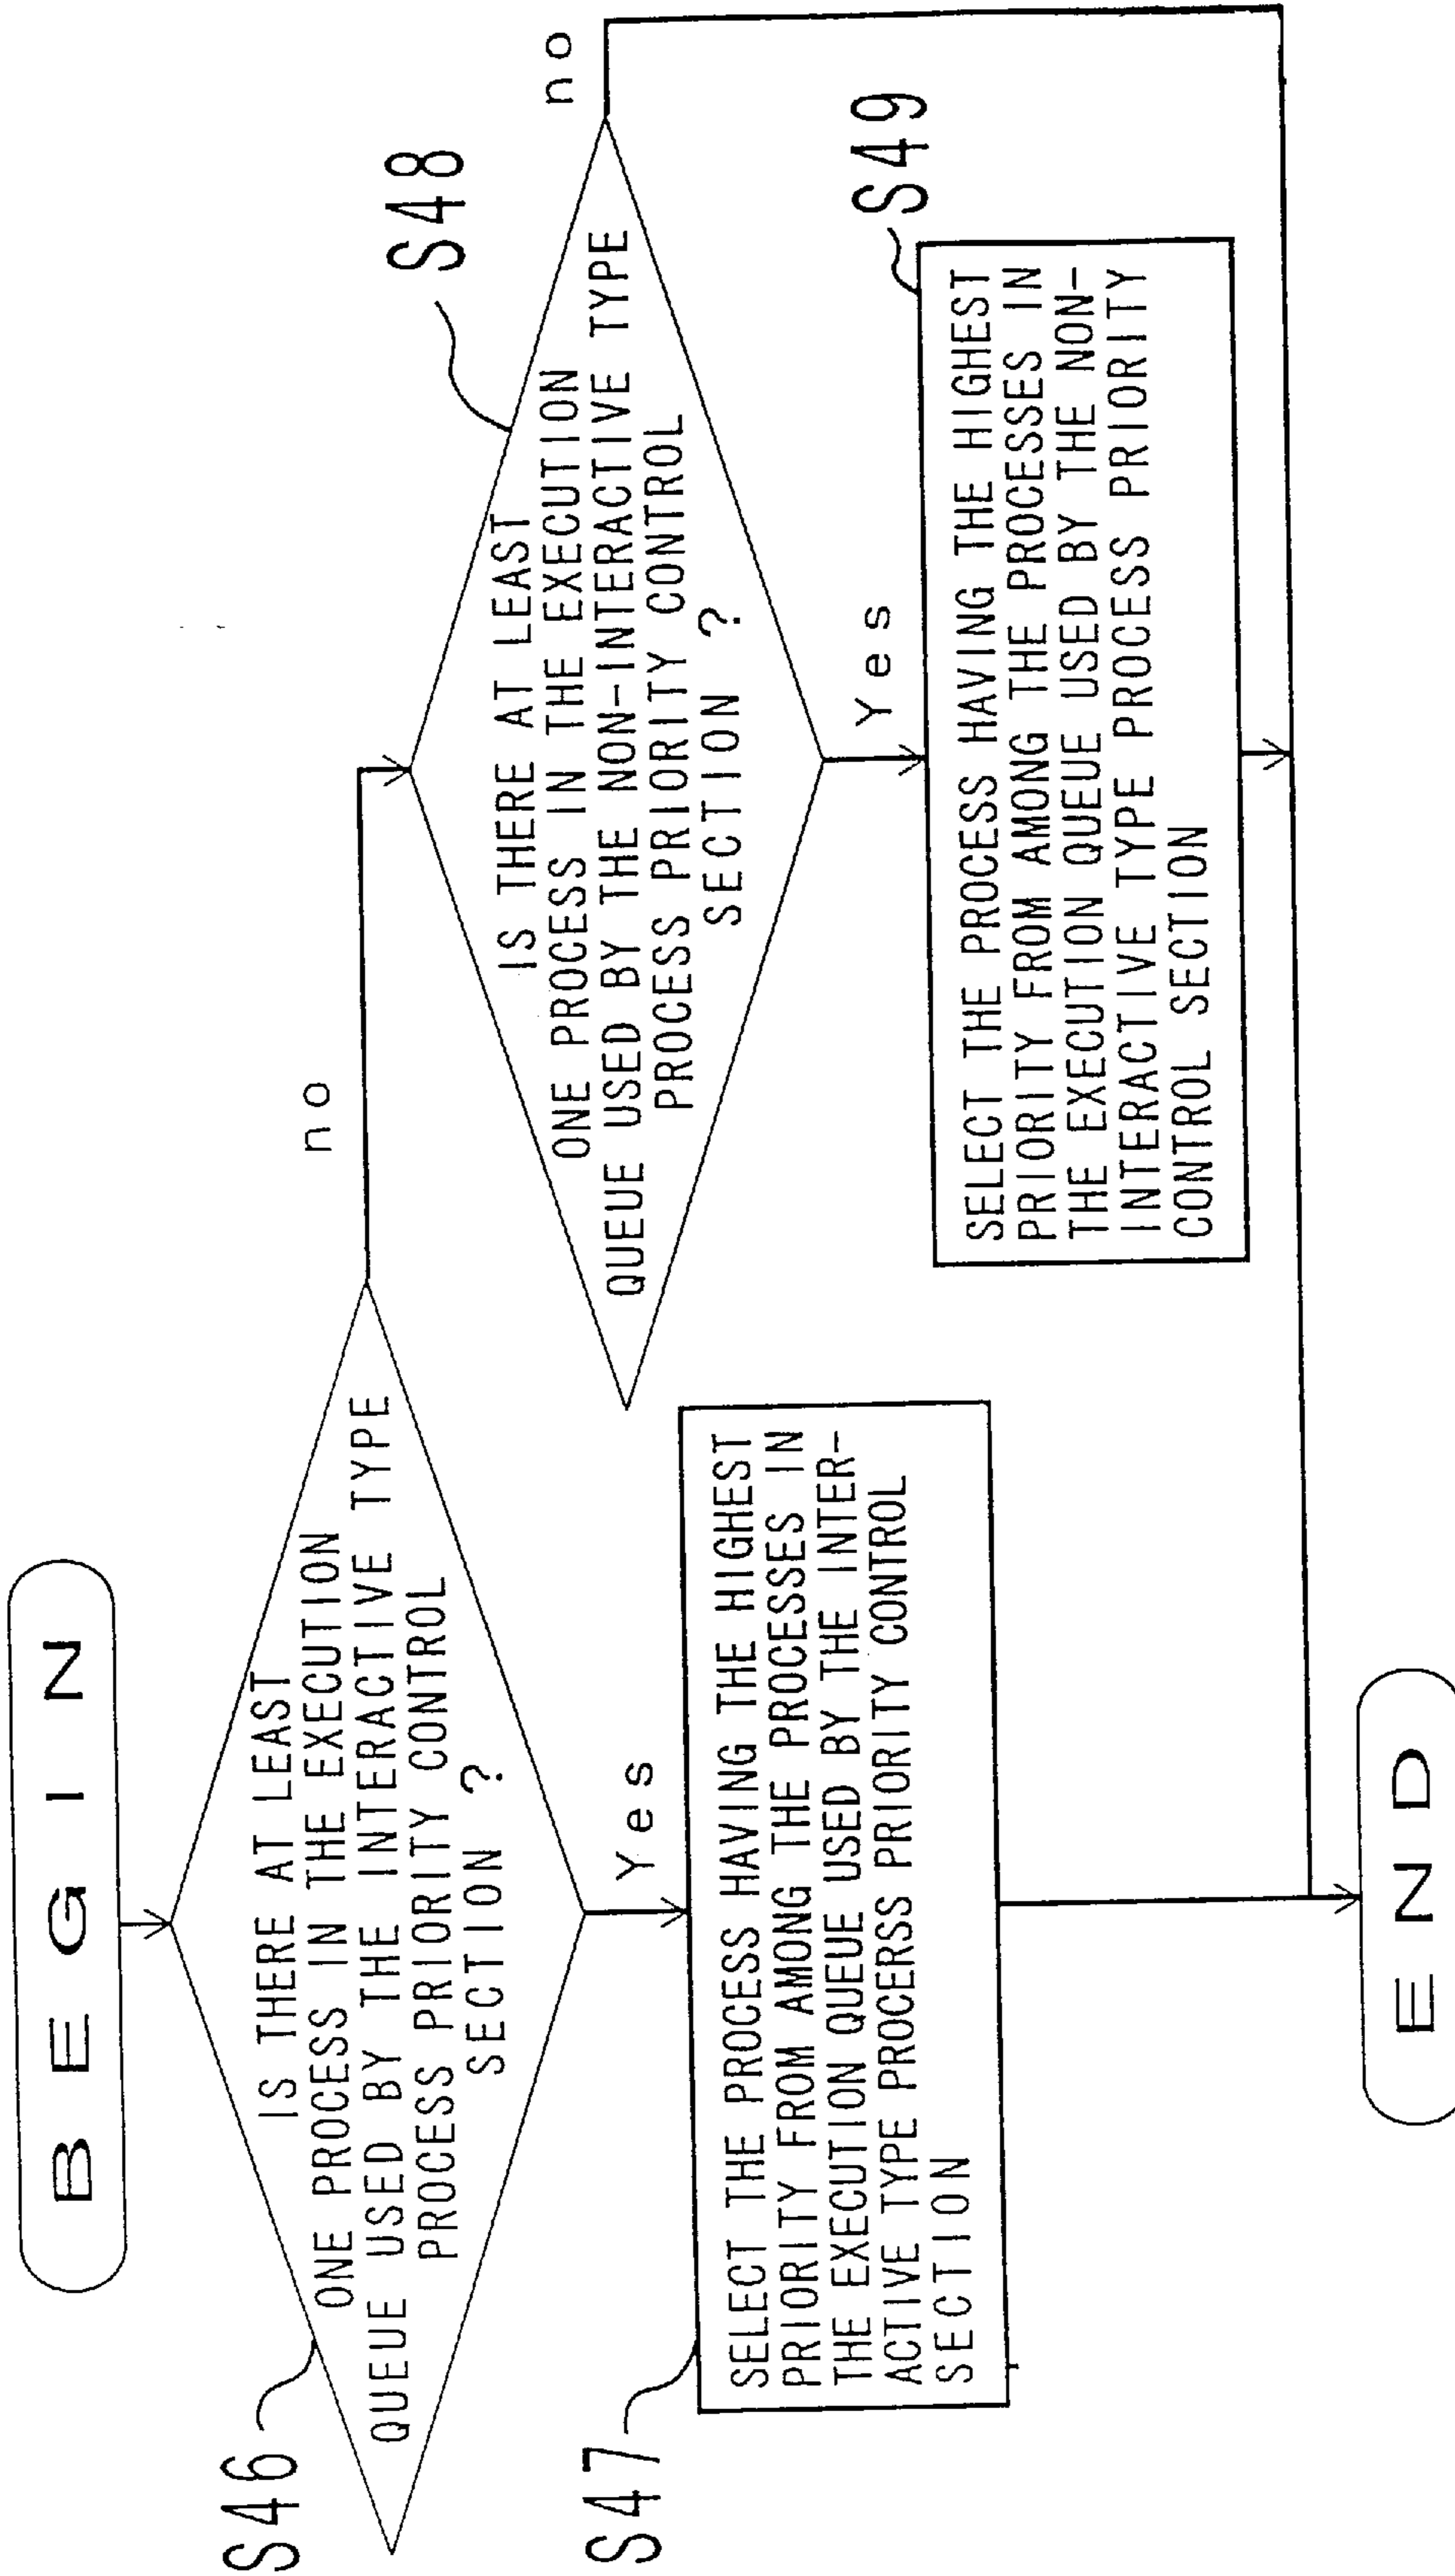 BEGIN
S46
IS THERE AT LEAST
ONE PROCESS IN THE EXECUTION
QUEUE USED BY THE INTERACTIVE TYPE
PROCESS PRIORITY CONTROL
SECTION ?
no
Yes
S47
SELECT THE PROCESS HAVING THE HIGHEST
PRIORITY FROM AMONG THE PROCESSES IN
THE EXECUTION QUEUE USED BY THE INTER-
ACTIVE TYPE PROCERSS PRIORITY CONTROL
SECTION
S48
IS THERE AT LEAST
ONE PROCESS IN THE EXECUTION
QUEUE USED BY THE NON-INTERACTIVE TYPE
PROCESS PRIORITY CONTROL
SECTION ?
no
Yes
S49
SELECT THE PROCESS HAVING THE HIGHEST
PRIORITY FROM AMONG THE PROCESSES IN
THE EXECUTION QUEUE USED BY THE NON-
INTERACTIVE TYPE PROCESS PRIORITY
CONTROL SECTION
END